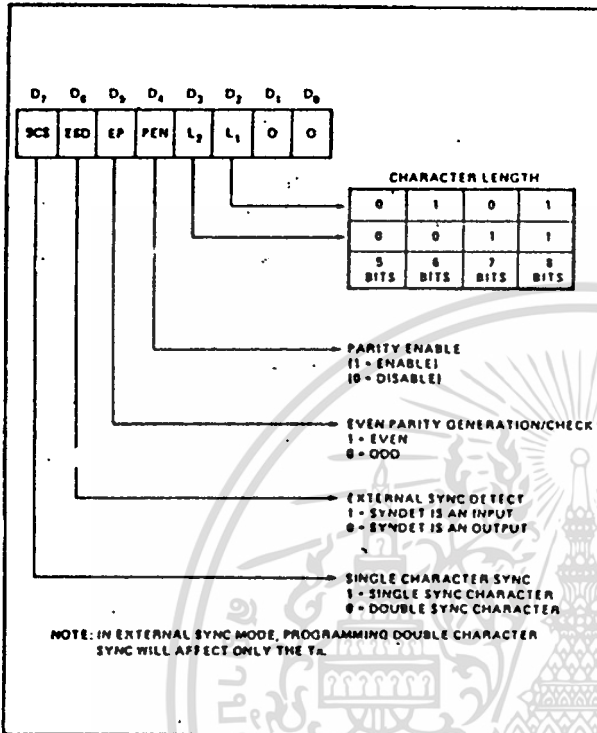 D7 D6 D5 D4 D3 D2 D1 D0
SCS ESD EP PEN L2 L1 0 0
CHARACTER LENGTH
0 1 0 1
0 0 1 1
5 BITS 6 BITS 7 BITS 8 BITS
PARITY ENABLE
(1 = ENABLE)
(0 = DISABLE)
EVEN PARITY GENERATION/CHECK
1 = EVEN
0 = ODD
EXTERNAL SYNC DETECT
1 = SYNDET IS AN INPUT
0 = SYNDET IS AN OUTPUT
SINGLE CHARACTER SYNC
1 = SINGLE SYNC CHARACTER
0 = DOUBLE SYNC CHARACTER
NOTE: IN EXTERNAL SYNC MODE, PROGRAMMING DOUBLE CHARACTER
SYNC WILL AFFECT ONLY THE Tx.